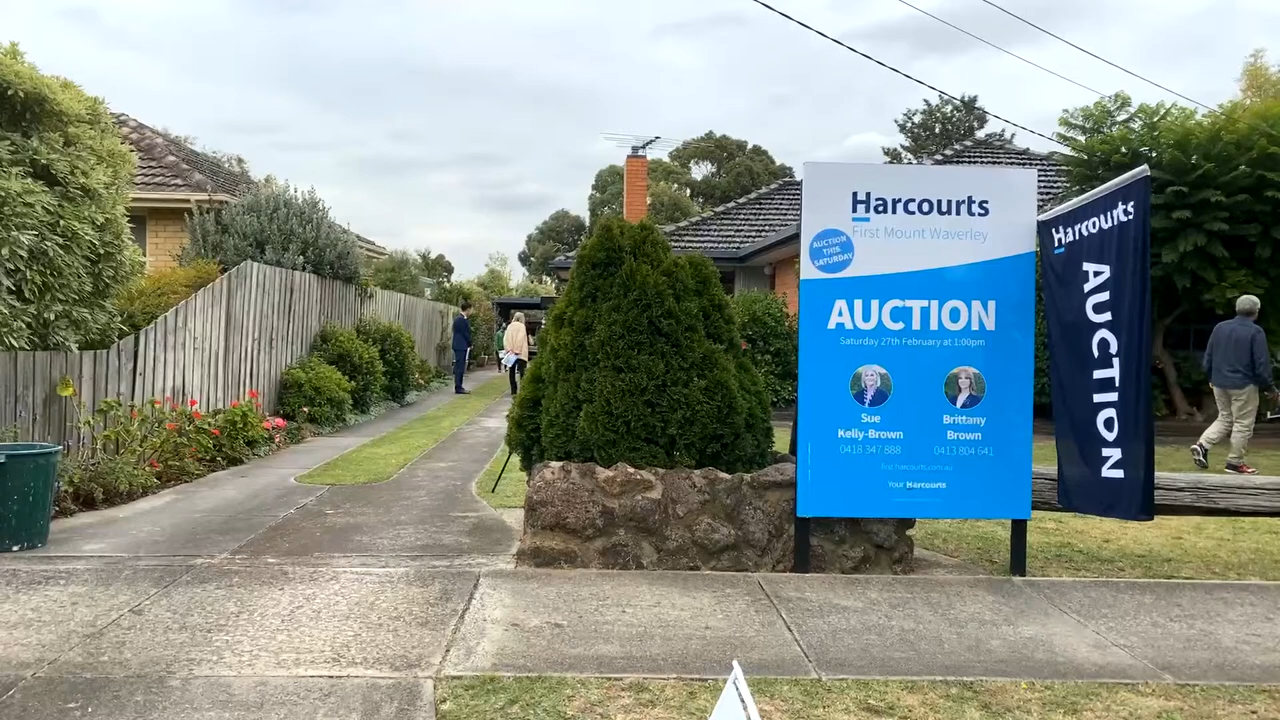 Harcourts
First Mount Waverley
AUCTION
THIS
SATURDAY
AUCTION
Saturday 27th February at 1:00pm
Sue
Kelly-Brown
0418 347 888
Brittany
Brown
0413 804 641
first.harcourts.com.au
Your Harcourts
Harcourts
AUCTION